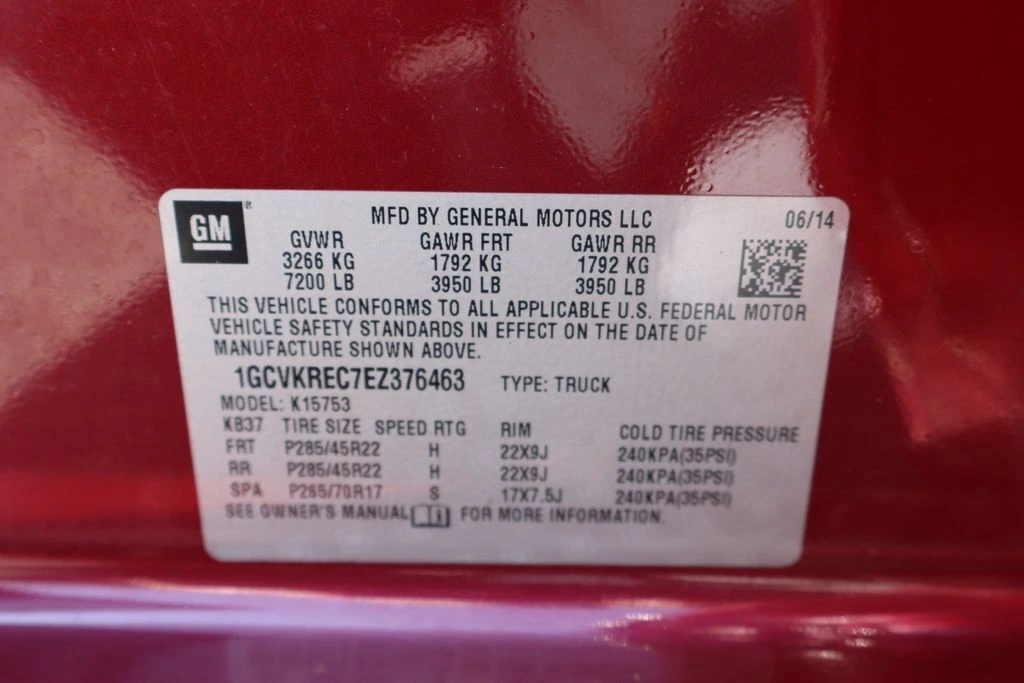 GM
MFD BY GENERAL MOTORS LLC 06/14
GVWR GAWR FRT GAWR RR
3266 KG 1792 KG 1792 KG
7200 LB 3950 LB 3950 LB
THIS VEHICLE CONFORMS TO ALL APPLICABLE U.S. FEDERAL MOTOR
VEHICLE SAFETY STANDARDS IN EFFECT ON THE DATE OF
MANUFACTURE SHOWN ABOVE.
1GCVKREC7EZ376463 TYPE: TRUCK
MODEL: K15753
KB37 TIRE SIZE SPEED RTG RIM COLD TIRE PRESSURE
FRT P285/45R22 H 22X9J 240KPA(35PSI)
RR P285/45R22 H 22X9J 240KPA(35PSI)
SPA P265/70R17 S 17X7.5J 240KPA(35PSI)
SEE OWNER'S MANUAL i FOR MORE INFORMATION.